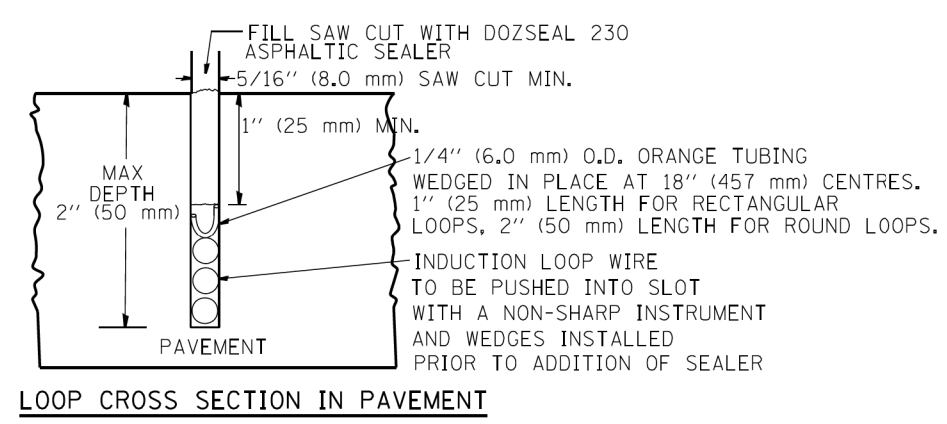 FILL SAW CUT WITH DOZSEAL 230
ASPHALTIC SEALER
5/16'' (8.0 mm) SAW CUT MIN.
1'' (25 mm) MIN.
MAX
DEPTH
2'' (50 mm)
1/4'' (6.0 mm) O.D. ORANGE TUBING
WEDGED IN PLACE AT 18'' (457 mm) CENTRES.
1'' (25 mm) LENGTH FOR RECTANGULAR
LOOPS, 2'' (50 mm) LENGTH FOR ROUND LOOPS.
INDUCTION LOOP WIRE
TO BE PUSHED INTO SLOT
WITH A NON-SHARP INSTRUMENT
AND WEDGES INSTALLED
PRIOR TO ADDITION OF SEALER
PAVEMENT
LOOP CROSS SECTION IN PAVEMENT